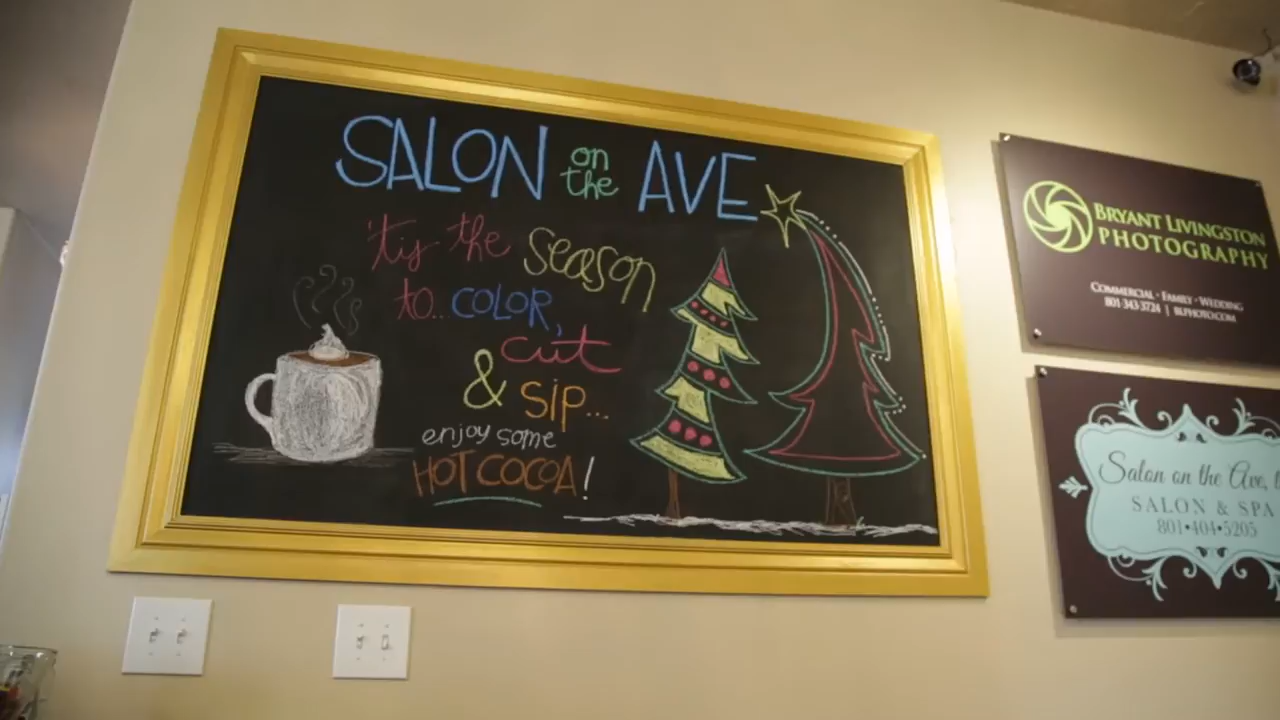 SALON on the AVE
'tis the season
to... COLOR,
cut
& sip...
enjoy some
HOT COCOA!
BRYANT LIVINGSTON
PHOTOGRAPHY
COMMERCIAL · FAMILY · WEDDING
801·343·3724 | BLPHOTO.COM
Salon on the Ave,
SALON & SPA
801•404•5205